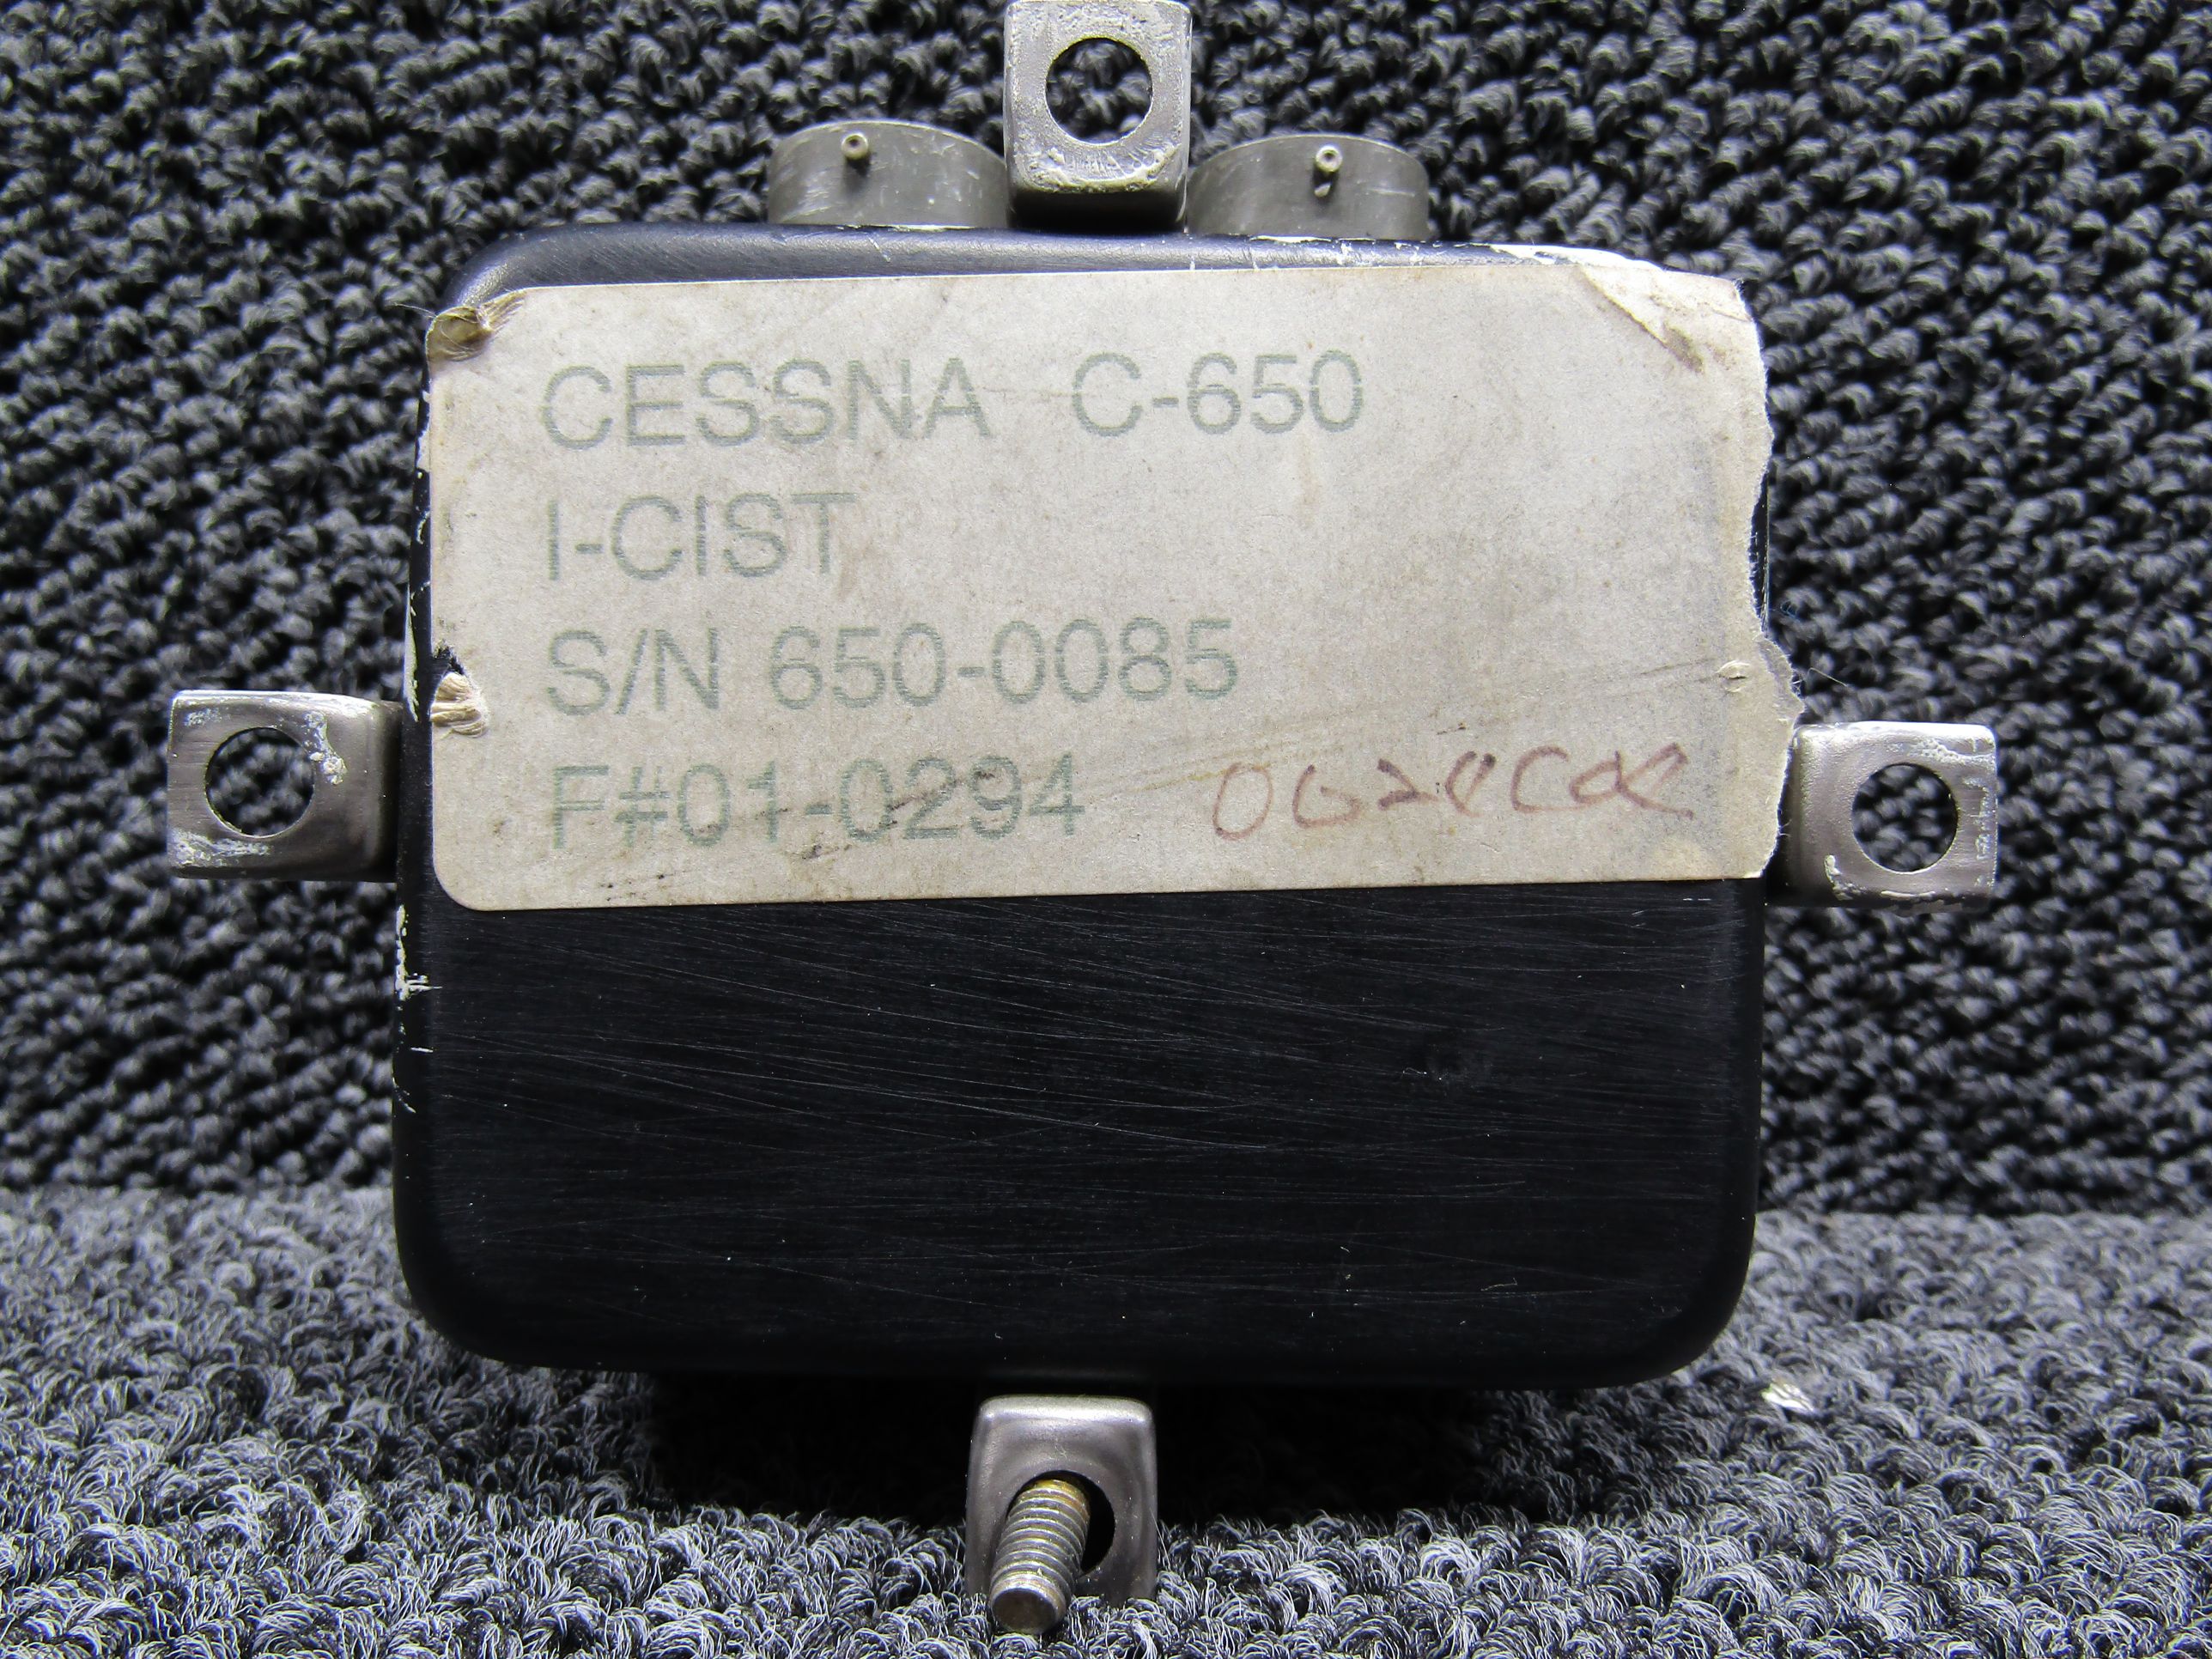 CESSNA C-650
I-CIST
S/N 650-0085
F#01-0294